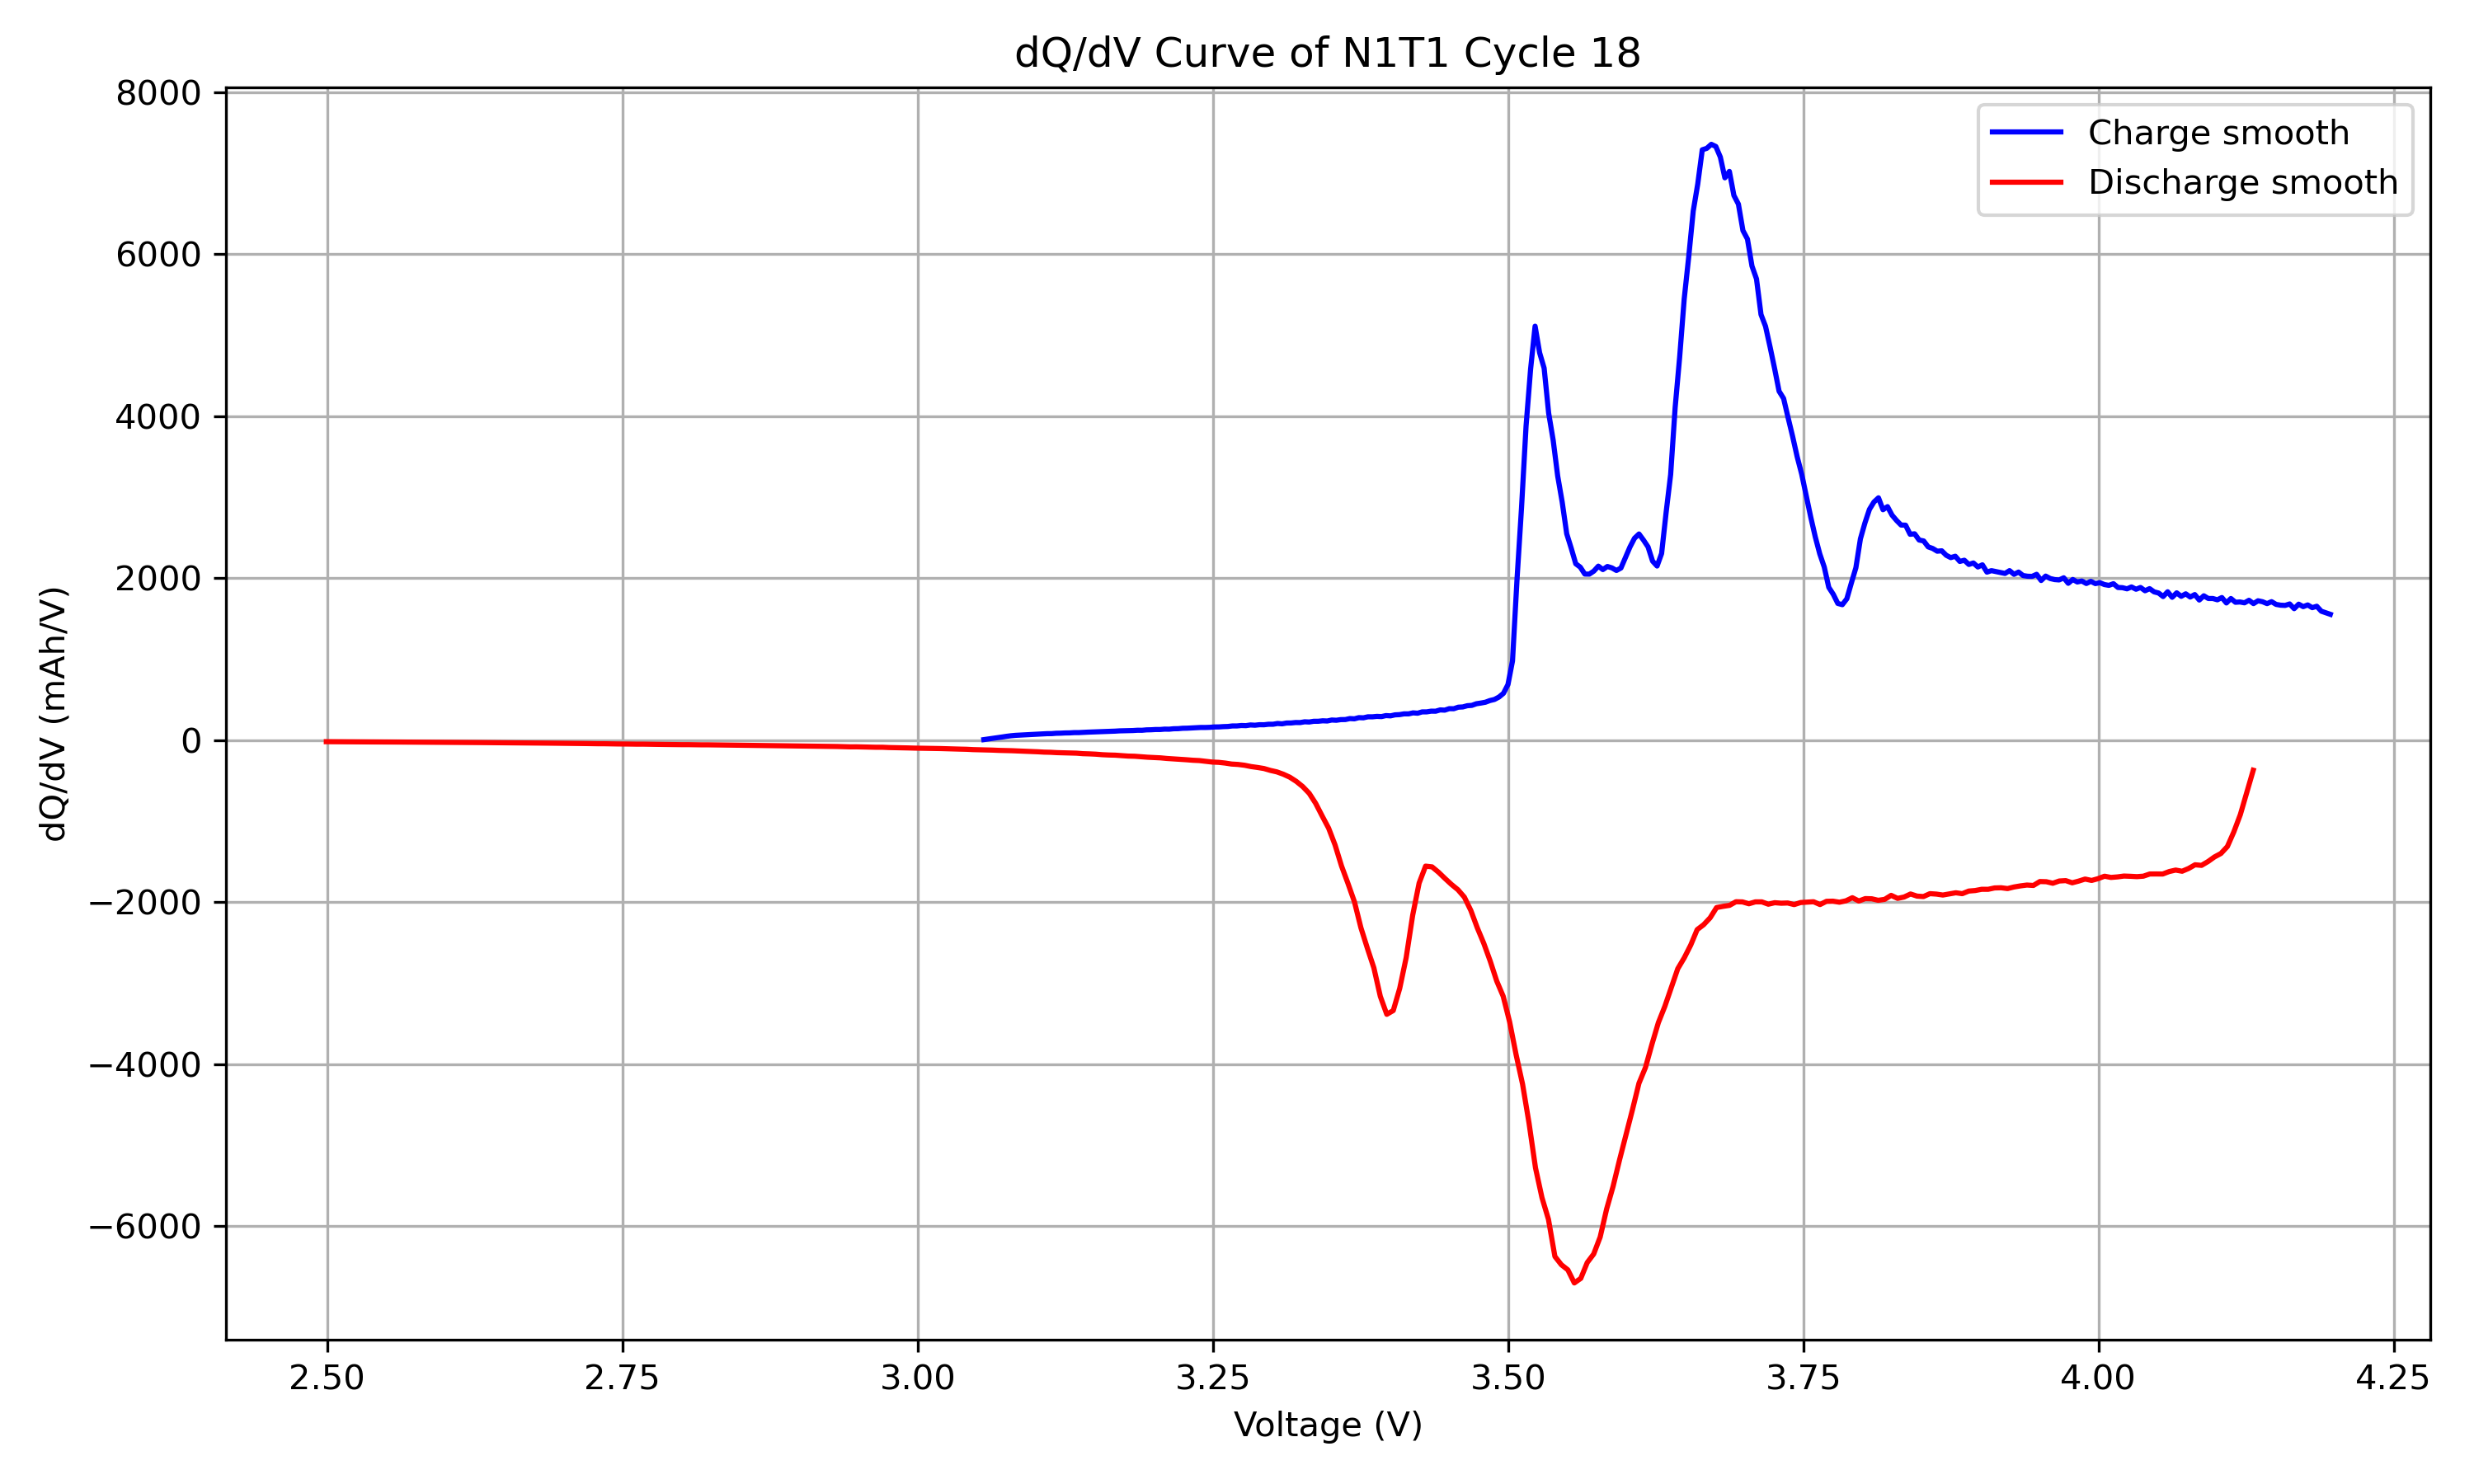 dQ/dV Curve of N1T1 Cycle 18
Charge smooth
Discharge smooth
dQ/dV (mAh/V)
8000
6000
4000
2000
0
−2000
−4000
−6000
2.50 2.75 3.00 3.25 3.50 3.75 4.00 4.25
Voltage (V)